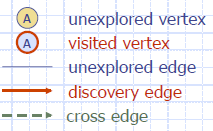 A unexplored vertex
A visited vertex
unexplored edge
discovery edge
cross edge